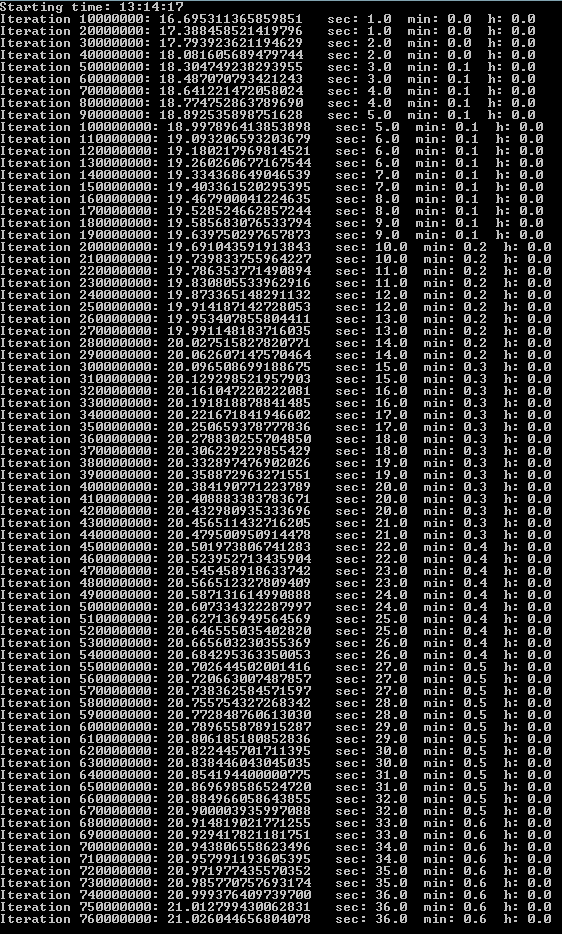 Starting time: 13:14:17
Iteration 10000000: 16.695311365859851 sec: 1.0 min: 0.0 h: 0.0
Iteration 20000000: 17.388458521419796 sec: 1.0 min: 0.0 h: 0.0
Iteration 30000000: 17.793923621194629 sec: 2.0 min: 0.0 h: 0.0
Iteration 40000000: 18.081605689479744 sec: 2.0 min: 0.0 h: 0.0
Iteration 50000000: 18.304749238293955 sec: 3.0 min: 0.1 h: 0.0
Iteration 60000000: 18.487070793421243 sec: 3.0 min: 0.1 h: 0.0
Iteration 70000000: 18.641221472058024 sec: 4.0 min: 0.1 h: 0.0
Iteration 80000000: 18.774752863789690 sec: 4.0 min: 0.1 h: 0.0
Iteration 90000000: 18.892535898751628 sec: 5.0 min: 0.1 h: 0.0
Iteration 100000000: 18.997896413853898 sec: 5.0 min: 0.1 h: 0.0
Iteration 110000000: 19.093206593203679 sec: 6.0 min: 0.1 h: 0.0
Iteration 120000000: 19.180217969814521 sec: 6.0 min: 0.1 h: 0.0
Iteration 130000000: 19.260260677167544 sec: 6.0 min: 0.1 h: 0.0
Iteration 140000000: 19.334368649046539 sec: 7.0 min: 0.1 h: 0.0
Iteration 150000000: 19.403361520295395 sec: 7.0 min: 0.1 h: 0.0
Iteration 160000000: 19.467900041224635 sec: 8.0 min: 0.1 h: 0.0
Iteration 170000000: 19.528524662857244 sec: 8.0 min: 0.1 h: 0.0
Iteration 180000000: 19.585683076533794 sec: 9.0 min: 0.1 h: 0.0
Iteration 190000000: 19.639750297657873 sec: 9.0 min: 0.1 h: 0.0
Iteration 200000000: 19.691043591913843 sec: 10.0 min: 0.2 h: 0.0
Iteration 210000000: 19.739833755964227 sec: 10.0 min: 0.2 h: 0.0
Iteration 220000000: 19.786353771490894 sec: 11.0 min: 0.2 h: 0.0
Iteration 230000000: 19.830805533962916 sec: 11.0 min: 0.2 h: 0.0
Iteration 240000000: 19.873365148291132 sec: 12.0 min: 0.2 h: 0.0
Iteration 250000000: 19.914187142728053 sec: 12.0 min: 0.2 h: 0.0
Iteration 260000000: 19.953407855804411 sec: 13.0 min: 0.2 h: 0.0
Iteration 270000000: 19.991148183716035 sec: 13.0 min: 0.2 h: 0.0
Iteration 280000000: 20.027515827820771 sec: 14.0 min: 0.2 h: 0.0
Iteration 290000000: 20.062607147570464 sec: 14.0 min: 0.2 h: 0.0
Iteration 300000000: 20.096508699188675 sec: 15.0 min: 0.3 h: 0.0
Iteration 310000000: 20.129298521957903 sec: 15.0 min: 0.3 h: 0.0
Iteration 320000000: 20.161047220222081 sec: 16.0 min: 0.3 h: 0.0
Iteration 330000000: 20.191818878841485 sec: 16.0 min: 0.3 h: 0.0
Iteration 340000000: 20.221671841946602 sec: 17.0 min: 0.3 h: 0.0
Iteration 350000000: 20.250659378777836 sec: 17.0 min: 0.3 h: 0.0
Iteration 360000000: 20.278830255704850 sec: 18.0 min: 0.3 h: 0.0
Iteration 370000000: 20.306229229855429 sec: 18.0 min: 0.3 h: 0.0
Iteration 380000000: 20.332897476902026 sec: 19.0 min: 0.3 h: 0.0
Iteration 390000000: 20.358872963271551 sec: 19.0 min: 0.3 h: 0.0
Iteration 400000000: 20.384190771223789 sec: 20.0 min: 0.3 h: 0.0
Iteration 410000000: 20.408883383783671 sec: 20.0 min: 0.3 h: 0.0
Iteration 420000000: 20.432980935333696 sec: 20.0 min: 0.3 h: 0.0
Iteration 430000000: 20.456511432716205 sec: 21.0 min: 0.3 h: 0.0
Iteration 440000000: 20.479500950914478 sec: 21.0 min: 0.3 h: 0.0
Iteration 450000000: 20.501973806741283 sec: 22.0 min: 0.4 h: 0.0
Iteration 460000000: 20.523952713435904 sec: 22.0 min: 0.4 h: 0.0
Iteration 470000000: 20.545458918633742 sec: 23.0 min: 0.4 h: 0.0
Iteration 480000000: 20.566512327809409 sec: 23.0 min: 0.4 h: 0.0
Iteration 490000000: 20.587131614990888 sec: 24.0 min: 0.4 h: 0.0
Iteration 500000000: 20.607334322287997 sec: 24.0 min: 0.4 h: 0.0
Iteration 510000000: 20.627136949564569 sec: 25.0 min: 0.4 h: 0.0
Iteration 520000000: 20.646555035402820 sec: 25.0 min: 0.4 h: 0.0
Iteration 530000000: 20.665603230355369 sec: 26.0 min: 0.4 h: 0.0
Iteration 540000000: 20.684295363350053 sec: 26.0 min: 0.4 h: 0.0
Iteration 550000000: 20.702644502001416 sec: 27.0 min: 0.5 h: 0.0
Iteration 560000000: 20.720663007487857 sec: 27.0 min: 0.5 h: 0.0
Iteration 570000000: 20.738362584571597 sec: 27.0 min: 0.5 h: 0.0
Iteration 580000000: 20.755754327268342 sec: 28.0 min: 0.5 h: 0.0
Iteration 590000000: 20.772848760613030 sec: 28.0 min: 0.5 h: 0.0
Iteration 600000000: 20.789655878915287 sec: 29.0 min: 0.5 h: 0.0
Iteration 610000000: 20.806185180852836 sec: 29.0 min: 0.5 h: 0.0
Iteration 620000000: 20.822445701711395 sec: 30.0 min: 0.5 h: 0.0
Iteration 630000000: 20.838446043045035 sec: 30.0 min: 0.5 h: 0.0
Iteration 640000000: 20.854194400000775 sec: 31.0 min: 0.5 h: 0.0
Iteration 650000000: 20.869698586524720 sec: 31.0 min: 0.5 h: 0.0
Iteration 660000000: 20.884966058643855 sec: 32.0 min: 0.5 h: 0.0
Iteration 670000000: 20.900003935997088 sec: 32.0 min: 0.5 h: 0.0
Iteration 680000000: 20.914819021771255 sec: 33.0 min: 0.6 h: 0.0
Iteration 690000000: 20.929417821181751 sec: 33.0 min: 0.6 h: 0.0
Iteration 700000000: 20.943806558623496 sec: 34.0 min: 0.6 h: 0.0
Iteration 710000000: 20.957991193605395 sec: 34.0 min: 0.6 h: 0.0
Iteration 720000000: 20.971977435570352 sec: 35.0 min: 0.6 h: 0.0
Iteration 730000000: 20.985770757693174 sec: 35.0 min: 0.6 h: 0.0
Iteration 740000000: 20.999376409739700 sec: 36.0 min: 0.6 h: 0.0
Iteration 750000000: 21.012799430062831 sec: 36.0 min: 0.6 h: 0.0
Iteration 760000000: 21.026044656804078 sec: 36.0 min: 0.6 h: 0.0